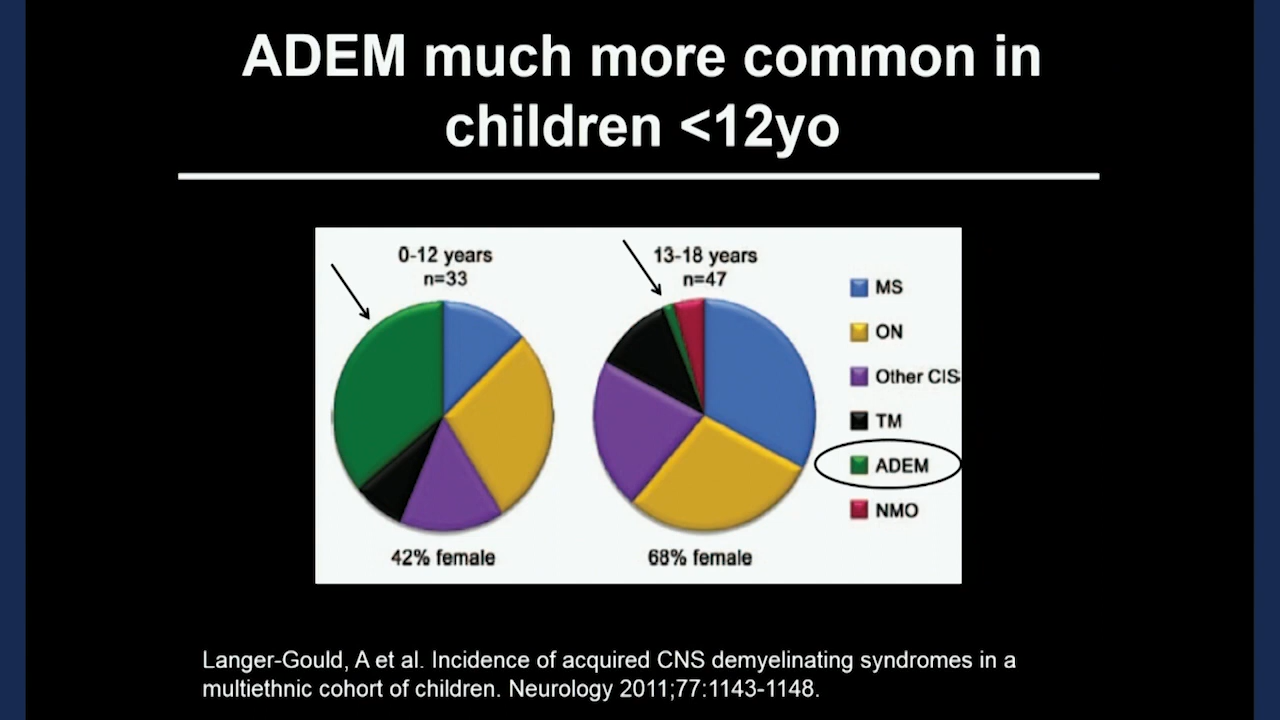 ADEM much more common in
children <12yo
0-12 years
n=33
13-18 years
n=47
MS
ON
Other CIS
TM
ADEM
NMO
42% female
68% female
Langer-Gould, A et al. Incidence of acquired CNS demyelinating syndromes in a
multiethnic cohort of children. Neurology 2011;77:1143-1148.